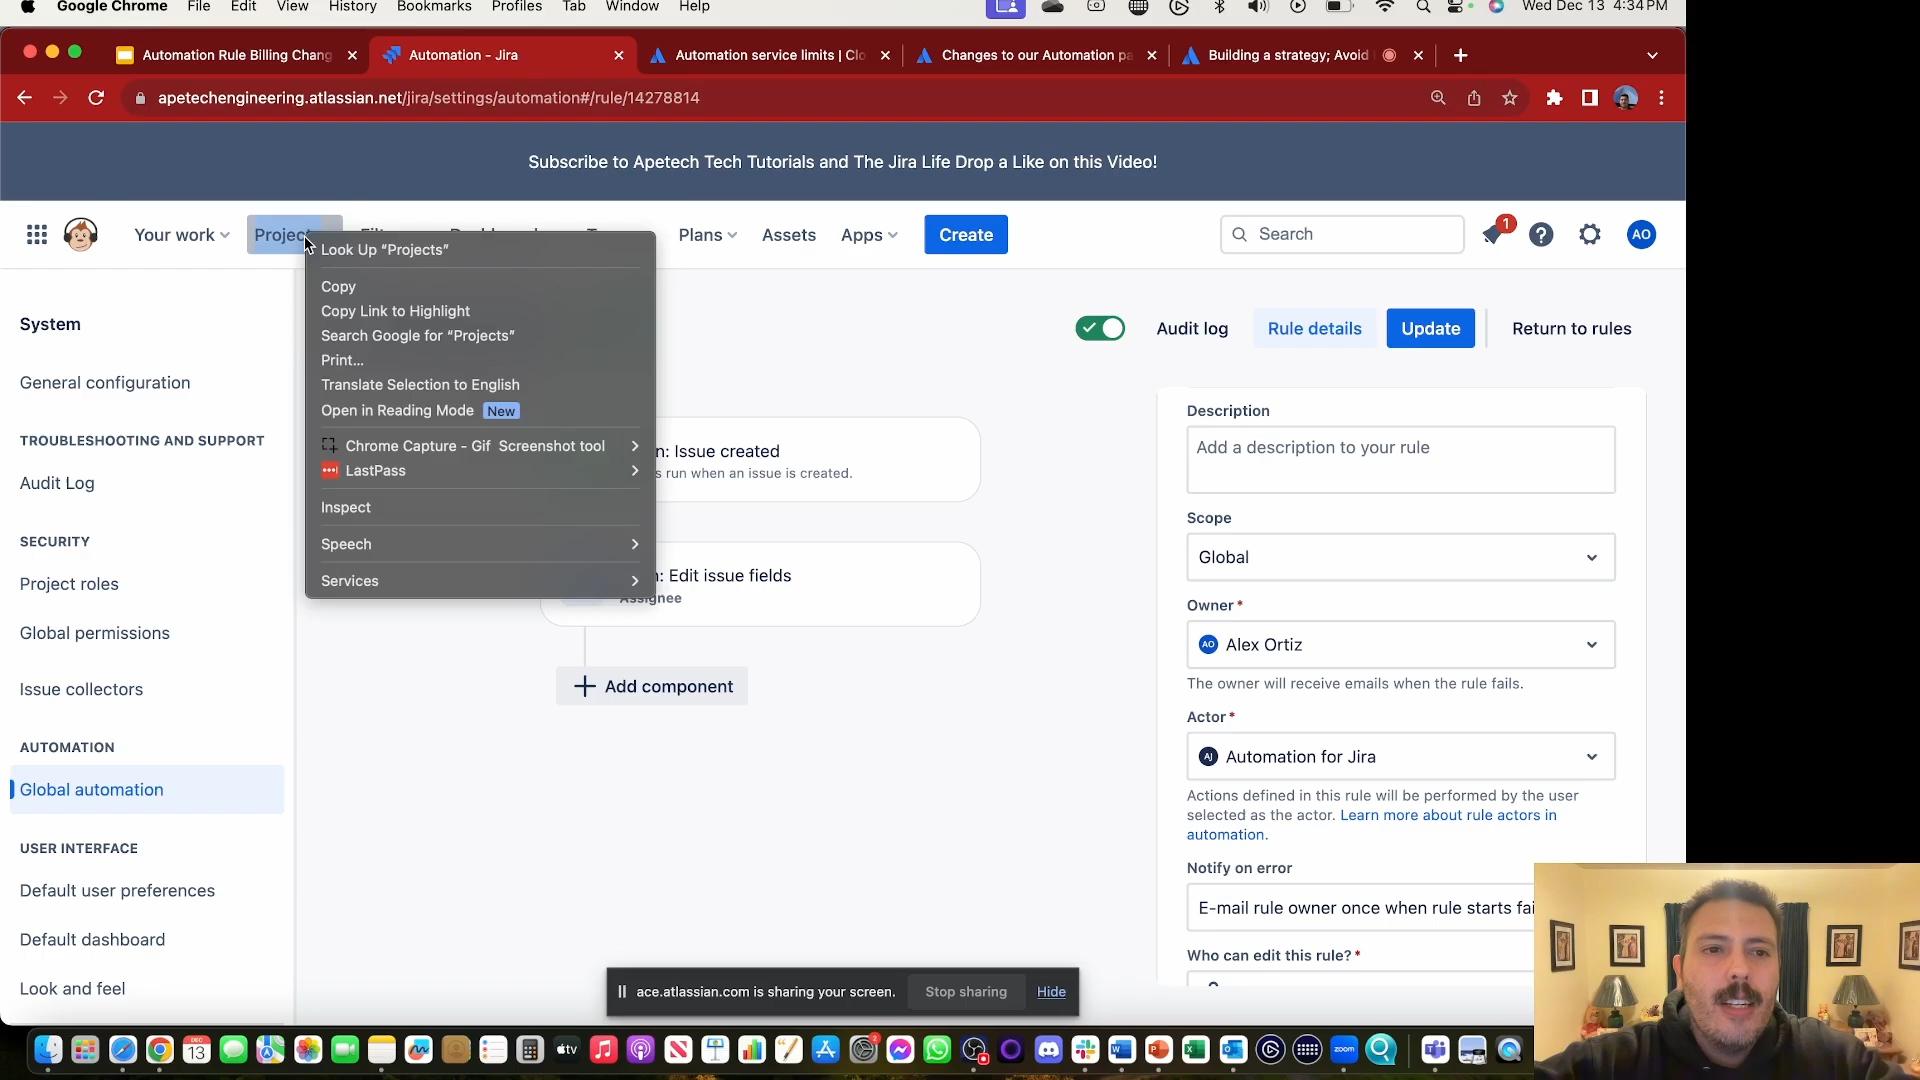 Google Chrome File Edit View History Bookmarks Profiles Tab Window Help Wed Dec 13 4:34 PM
Automation Rule Billing Chang
Automation - Jira
Automation service limits | Clo
Changes to our Automation pa
Building a strategy; Avoid
apetechengineering.atlassian.net/jira/settings/automation#/rule/14278814
Subscribe to Apetech Tech Tutorials and The Jira Life Drop a Like on this Video!
Your work
Project
Plans
Assets
Apps
Create
Search
1
AO
Look Up “Projects”
Copy
Copy Link to Highlight
Search Google for “Projects”
Print...
Translate Selection to English
Open in Reading Mode New
Chrome Capture - Gif Screenshot tool
LastPass
Inspect
Speech
Services
System
General configuration
TROUBLESHOOTING AND SUPPORT
Audit Log
SECURITY
Project roles
Global permissions
Issue collectors
AUTOMATION
Global automation
USER INTERFACE
Default user preferences
Default dashboard
Look and feel
Audit log
Rule details
Update
Return to rules
n: Issue created
s run when an issue is created.
n: Edit issue fields
Assignee
Add component
Description
Add a description to your rule
Scope
Global
Owner *
AO Alex Ortiz
The owner will receive emails when the rule fails.
Actor *
AJ Automation for Jira
Actions defined in this rule will be performed by the user
selected as the actor. Learn more about rule actors in
automation.
Notify on error
E-mail rule owner once when rule starts fai
Who can edit this rule? *
ace.atlassian.com is sharing your screen.
Stop sharing
Hide
DEC
13
tv
2
zoom